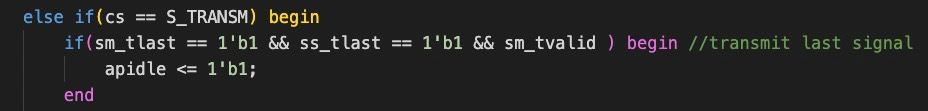 else if(cs == S_TRANSM) begin
if(sm_tlast == 1'b1 && ss_tlast == 1'b1 && sm_tvalid ) begin //transmit last signal
apidle <= 1'b1;
end